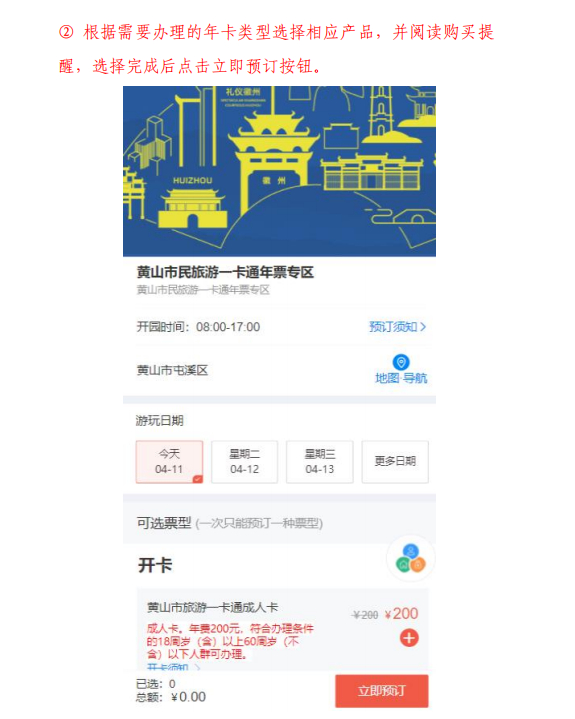 ② 根据需要办理的年卡类型选择相应产品，并阅读购买提
醒，选择完成后点击立即预订按钮。
礼仪徽州
HUIZHOU
徽 州
黄山市民旅游一卡通年票专区
黄山市民旅游一卡通年票专区
开园时间：08:00-17:00
预订须知 >
黄山市屯溪区
地图·导航
游玩日期
今天
04-11
星期二
04-12
星期三
04-13
更多日期
可选票型 (一次只能预订一种票型)
开卡
黄山市旅游一卡通成人卡
¥200 ¥200
成人卡。年费200元，符合办理条件
的18周岁（含）以上60周岁（不
含）以下人群可办理。
开卡须知 >
已选：0
总额：¥0.00
立即预订